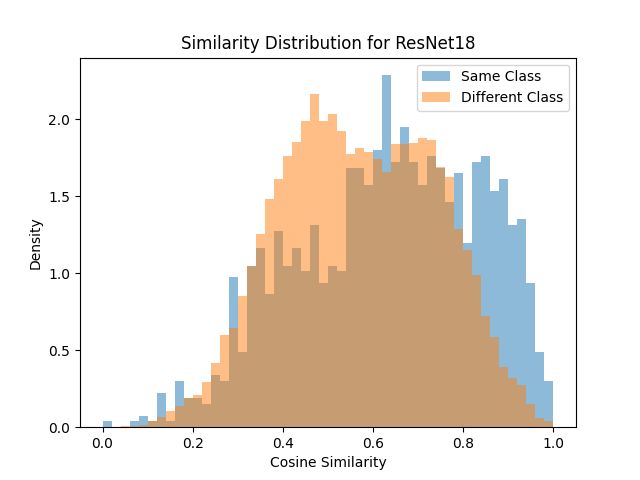 Similarity Distribution for ResNet18
Same Class
Different Class
Density
2.0
1.5
1.0
0.5
0.0
0.0 0.2 0.4 0.6 0.8 1.0
Cosine Similarity